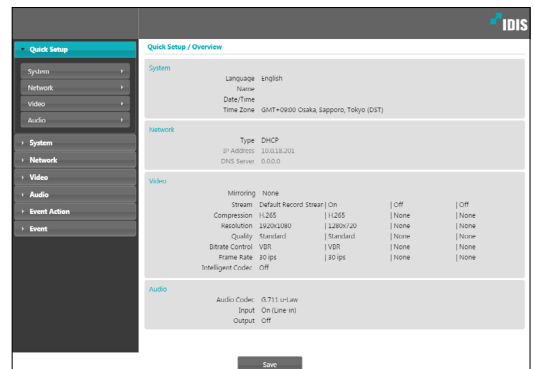 IDIS
Quick Setup
System
Network
Video
Audio
System
Network
Video
Audio
Event Action
Event
Quick Setup / Overview
System
Language English
Name
Date/Time
Time Zone GMT+09:00 Osaka, Sapporo, Tokyo (DST)
Network
Type DHCP
IP Address 10.0.18.201
DNS Server 0.0.0.0
Video
Mirroring None
Stream Default Record Strear | On | Off | Off
Compression H.265 | H.265 | None | None
Resolution 1920x1080 | 1280x720 | None | None
Quality Standard | Standard | None | None
Bitrate Control VBR | VBR | None | None
Frame Rate 30 ips | 30 ips | None | None
Intelligent Codec Off
Audio
Audio Codec G.711 u-Law
Input On (Line in)
Output Off
Save